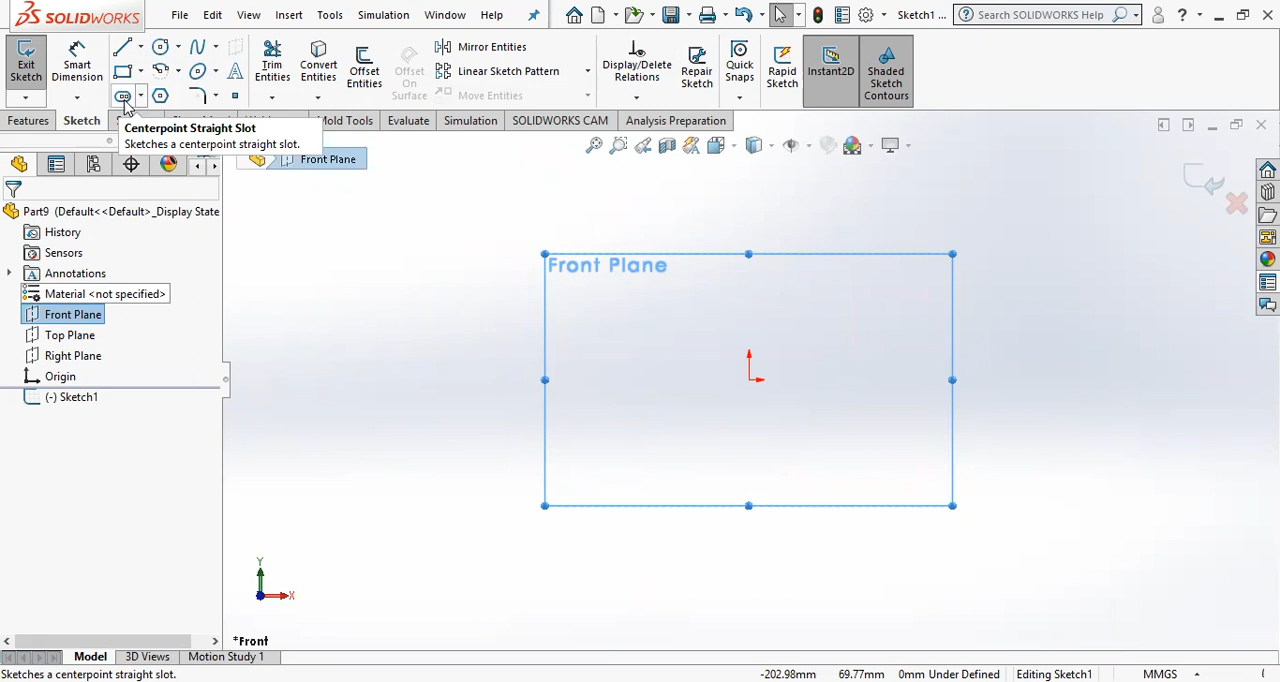 SOLIDWORKS
File Edit View Insert Tools Simulation Window Help
Sketch1 ...
Search SOLIDWORKS Help
?
Exit Sketch
Smart Dimension
Trim Entities
Convert Entities
Offset Entities
Offset On Surface
Mirror Entities
Linear Sketch Pattern
Move Entities
Display/Delete Relations
Repair Sketch
Quick Snaps
Rapid Sketch
Instant2D
Shaded Sketch Contours
Features Sketch Mold Tools Evaluate Simulation SOLIDWORKS CAM Analysis Preparation
Centerpoint Straight Slot
Sketches a centerpoint straight slot.
Front Plane
Part9 (Default<<Default>_Display State
History
Sensors
Annotations
Material <not specified>
Front Plane
Top Plane
Right Plane
Origin
(-) Sketch1
Front Plane
Y
X
*Front
Model 3D Views Motion Study 1
Sketches a centerpoint straight slot.
-202.98mm 69.77mm 0mm Under Defined Editing Sketch1 MMGS